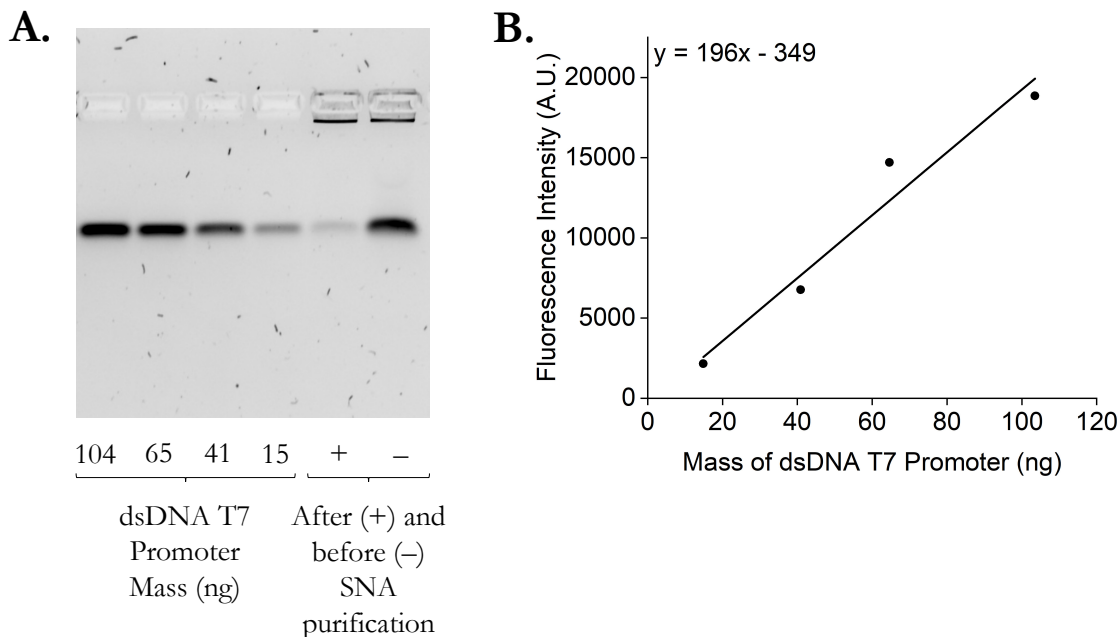 A.
104 65 41 15 + –
dsDNA T7
Promoter
Mass (ng)
After (+) and
before (–)
SNA
purification
B.
y = 196x - 349
Fluorescence Intensity (A.U.)
20000
15000
10000
5000
0
0 20 40 60 80 100 120
Mass of dsDNA T7 Promoter (ng)